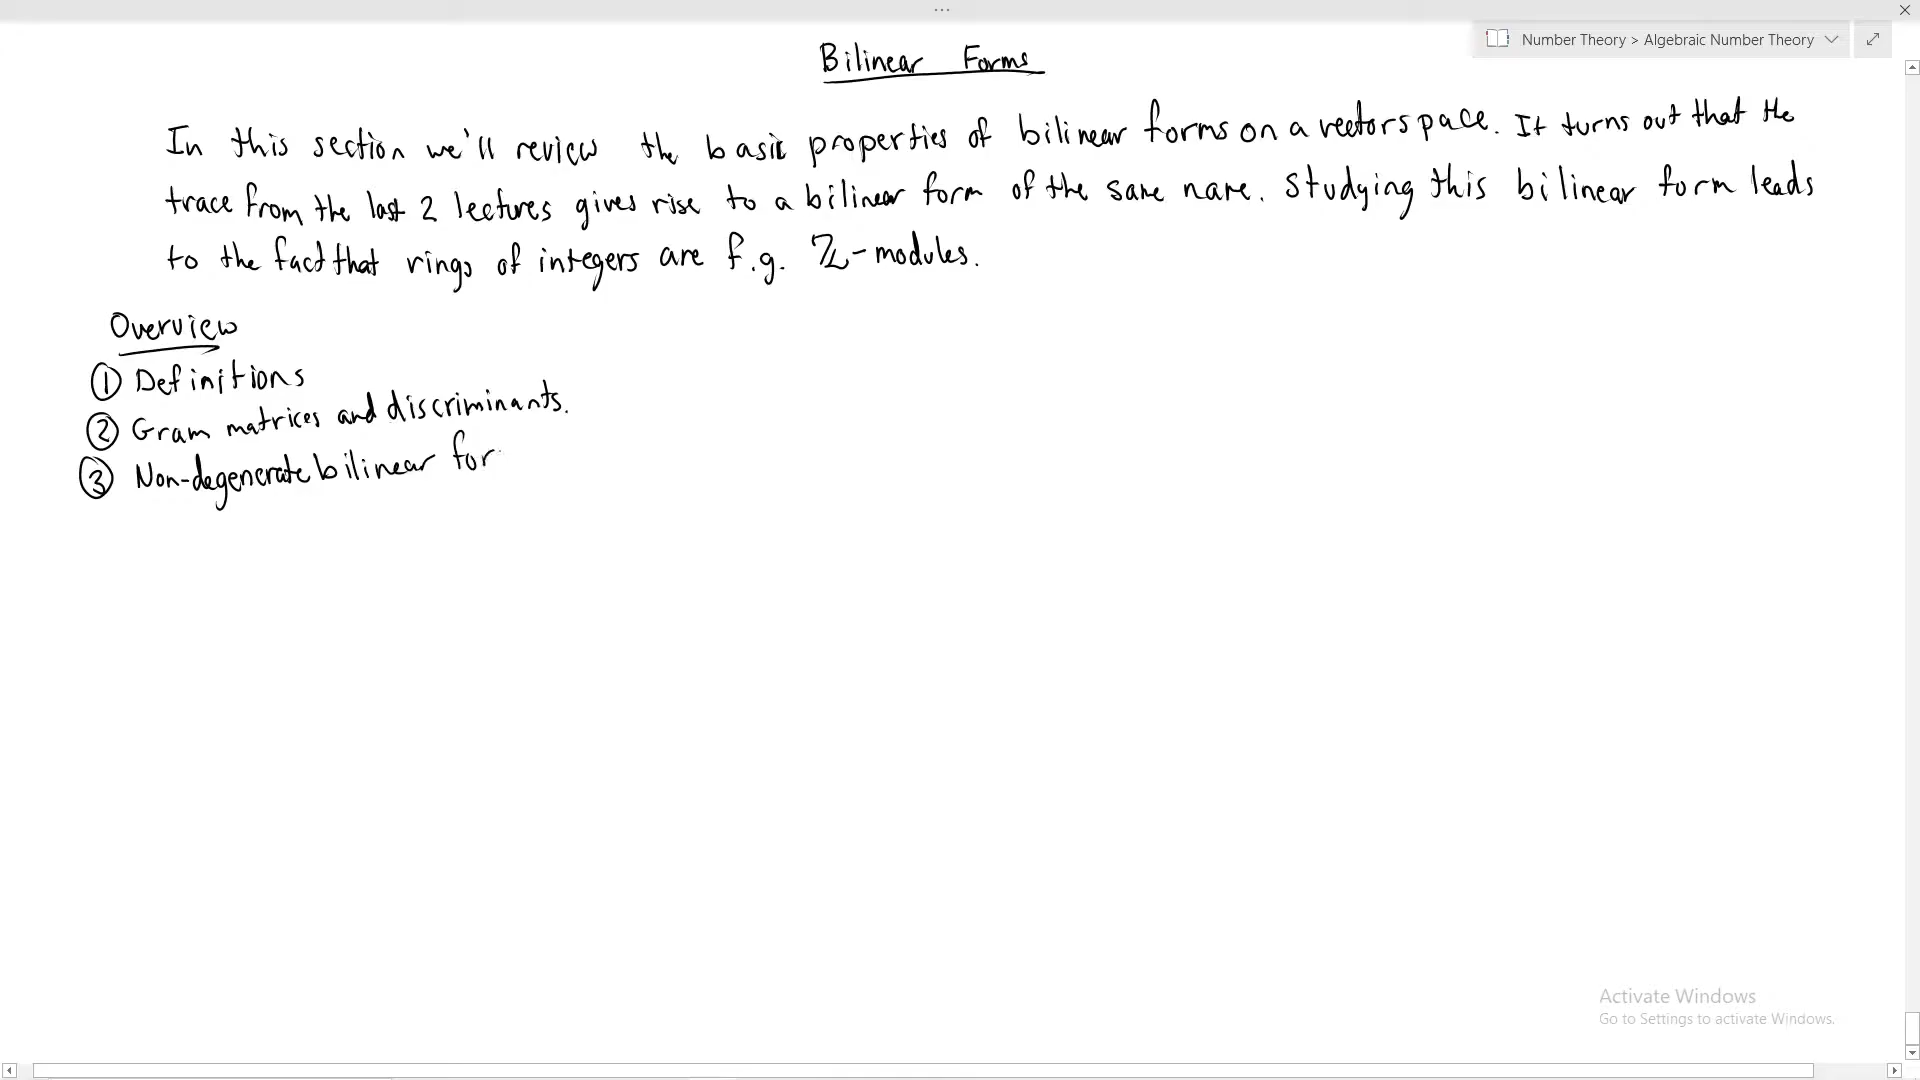 Number Theory > Algebraic Number Theory
Bilinear Forms
In this section we'll review the basic properties of bilinear forms on a vectorspace. It turns out that the
trace from the last 2 lectures gives rise to a bilinear form of the same name. Studying this bilinear form leads
to the fact that rings of integers are f.g. ℤ-modules.
Overview
① Definitions
② Gram matrices and discriminants.
③ Non-degenerate bilinear for
Activate Windows
Go to Settings to activate Windows.